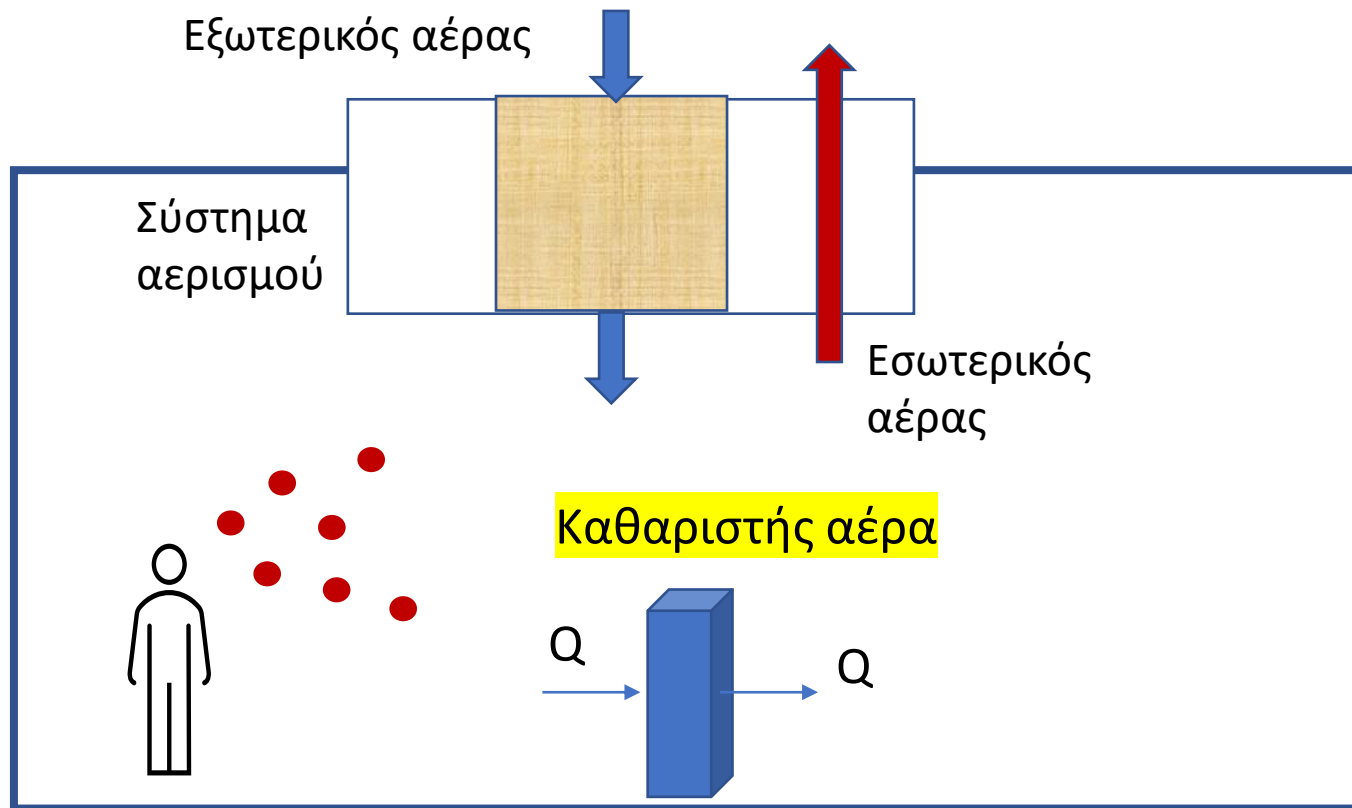 Εξωτερικός αέρας
Σύστημα
αερισμού
Εσωτερικός
αέρας
Καθαριστής αέρα
Q
Q